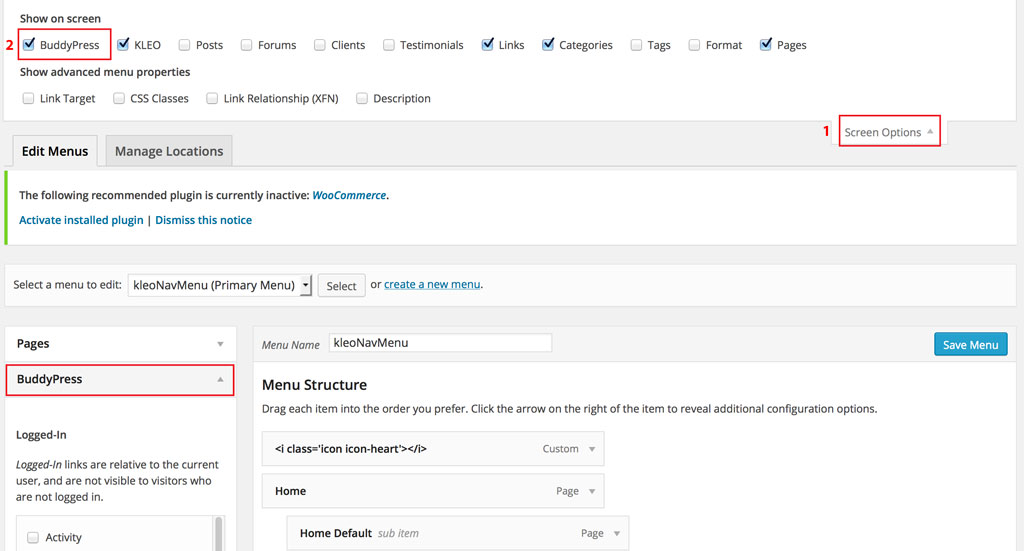 Show on screen
2 BuddyPress KLEO Posts Forums Clients Testimonials Links Categories Tags Format Pages
Show advanced menu properties
Link Target CSS Classes Link Relationship (XFN) Description
1 Screen Options
Edit Menus Manage Locations
The following recommended plugin is currently inactive: WooCommerce.
Activate installed plugin | Dismiss this notice
Select a menu to edit: kleoNavMenu (Primary Menu) Select or create a new menu.
Pages
Menu Name kleoNavMenu Save Menu
BuddyPress
Menu Structure
Drag each item into the order you prefer. Click the arrow on the right of the item to reveal additional configuration options.
Logged-In
Logged-In links are relative to the current
user, and are not visible to visitors who
are not logged in.
Activity
<i class='icon icon-heart'></i> Custom
Home Page
Home Default sub item Page